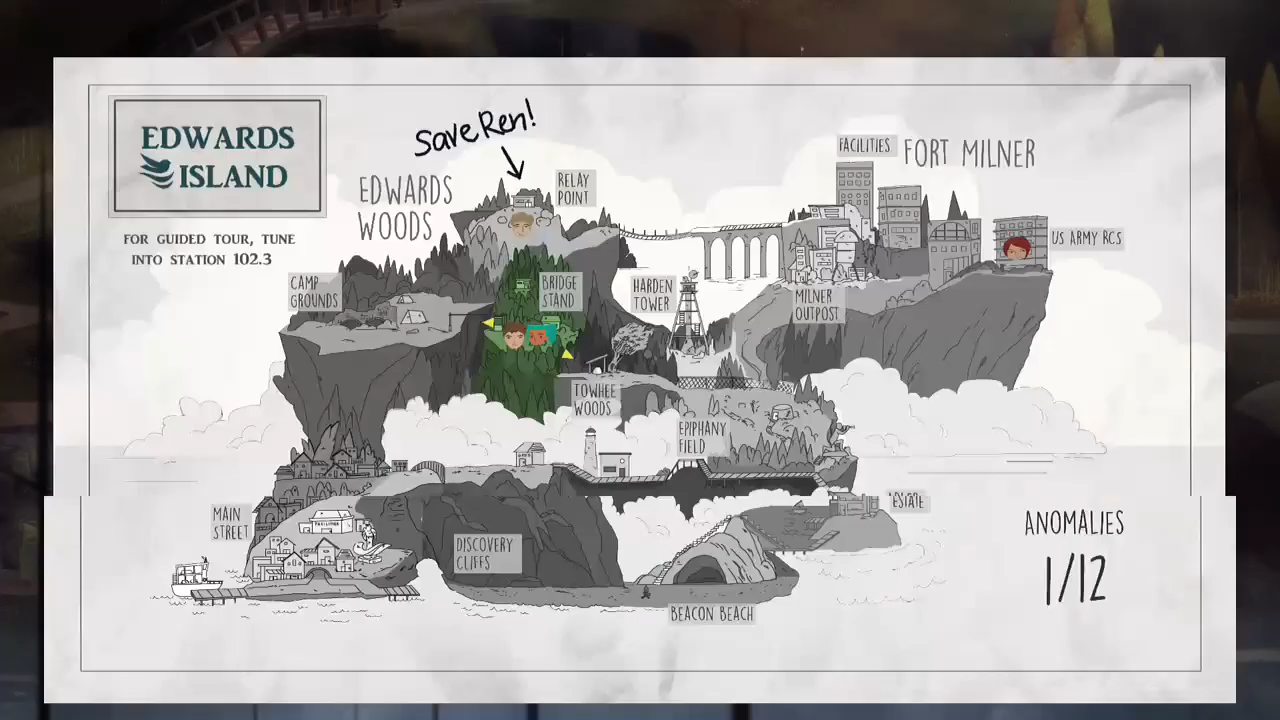 EDWARDS
ISLAND
FOR GUIDED TOUR, TUNE
INTO STATION 102.3
Save Ren!
EDWARDS
WOODS
RELAY
POINT
FACILITIES
FORT MILNER
US ARMY RCS
CAMP
GROUNDS
BRIDGE
STAND
HARDEN
TOWER
MILNER
OUTPOST
TOWHEE
WOODS
EPIPHANY
FIELD
MAIN
STREET
DISCOVERY
CLIFFS
BEACON BEACH
ANOMALIES
1/12